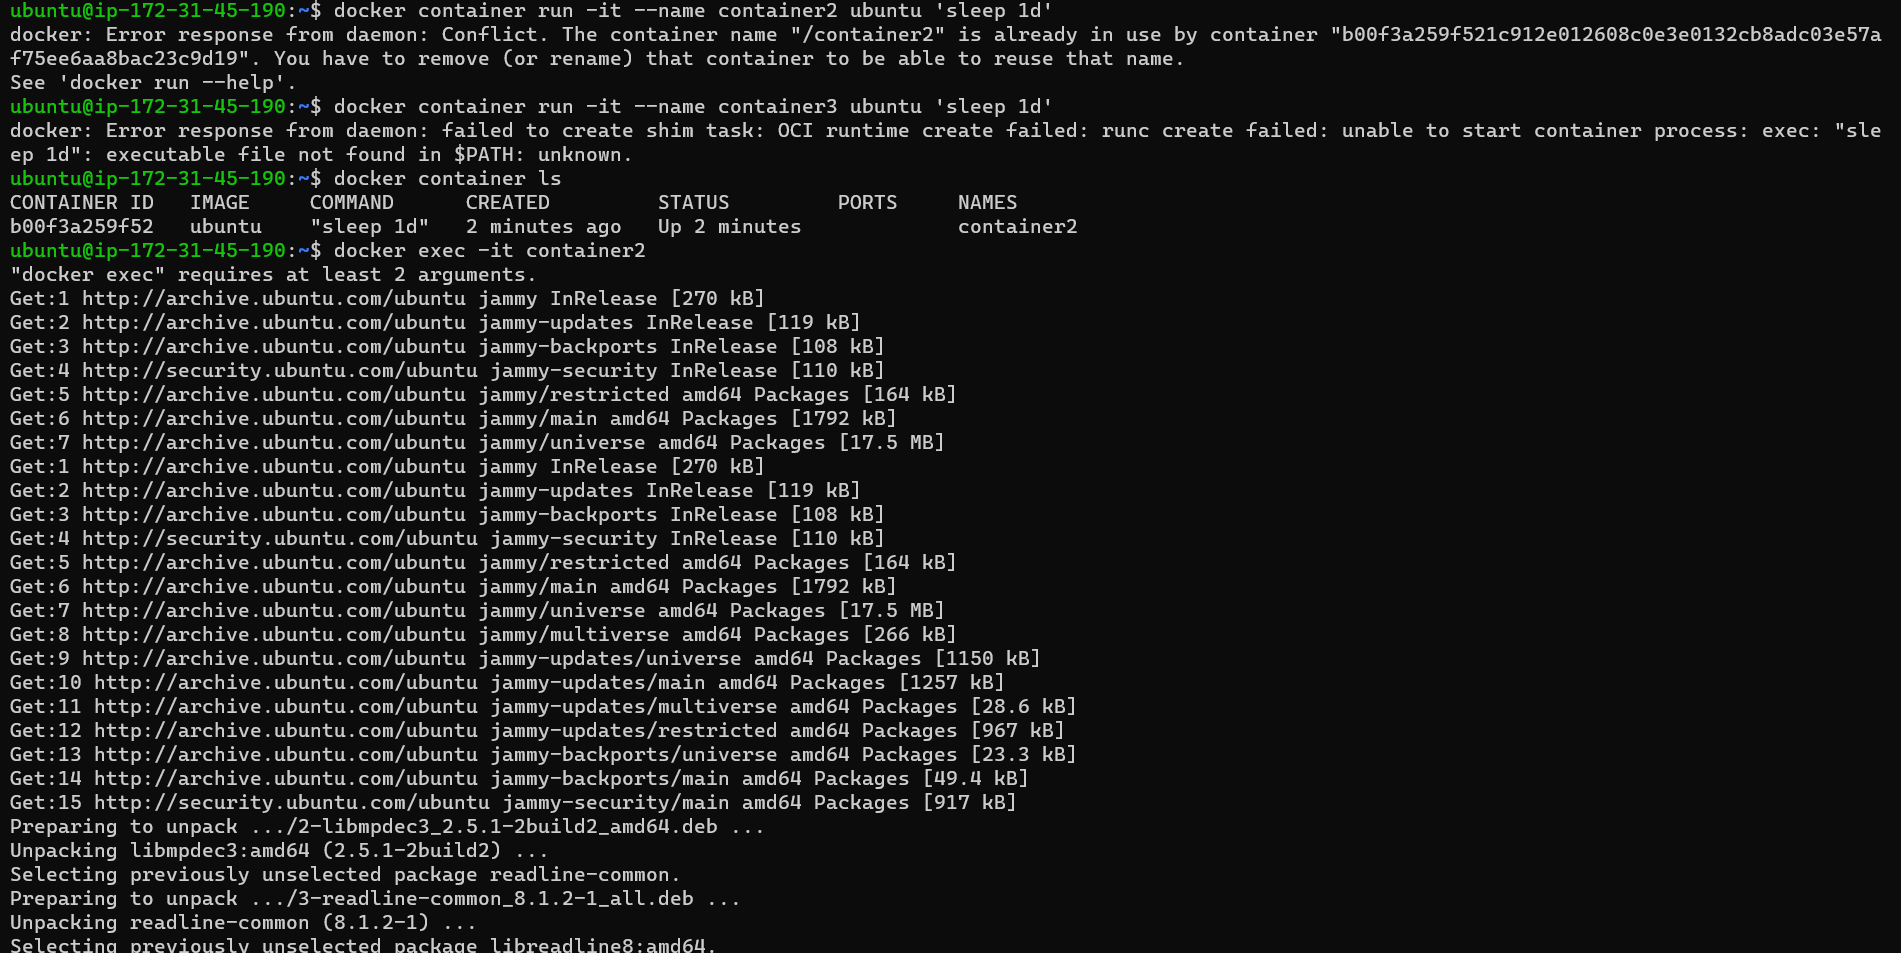 ubuntu@ip-172-31-45-190:~$ docker container run -it --name container2 ubuntu 'sleep 1d'
docker: Error response from daemon: Conflict. The container name "/container2" is already in use by container "b00f3a259f521c912e012608c0e3e0132cb8adc03e57a
f75ee6aa8bac23c9d19". You have to remove (or rename) that container to be able to reuse that name.
See 'docker run --help'.
ubuntu@ip-172-31-45-190:~$ docker container run -it --name container3 ubuntu 'sleep 1d'
docker: Error response from daemon: failed to create shim task: OCI runtime create failed: runc create failed: unable to start container process: exec: "sle
ep 1d": executable file not found in $PATH: unknown.
ubuntu@ip-172-31-45-190:~$ docker container ls
CONTAINER ID   IMAGE     COMMAND      CREATED         STATUS         PORTS     NAMES
b00f3a259f52   ubuntu    "sleep 1d"   2 minutes ago   Up 2 minutes             container2
ubuntu@ip-172-31-45-190:~$ docker exec -it container2
"docker exec" requires at least 2 arguments.
Get:1 http://archive.ubuntu.com/ubuntu jammy InRelease [270 kB]
Get:2 http://archive.ubuntu.com/ubuntu jammy-updates InRelease [119 kB]
Get:3 http://archive.ubuntu.com/ubuntu jammy-backports InRelease [108 kB]
Get:4 http://security.ubuntu.com/ubuntu jammy-security InRelease [110 kB]
Get:5 http://archive.ubuntu.com/ubuntu jammy/restricted amd64 Packages [164 kB]
Get:6 http://archive.ubuntu.com/ubuntu jammy/main amd64 Packages [1792 kB]
Get:7 http://archive.ubuntu.com/ubuntu jammy/universe amd64 Packages [17.5 MB]
Get:1 http://archive.ubuntu.com/ubuntu jammy InRelease [270 kB]
Get:2 http://archive.ubuntu.com/ubuntu jammy-updates InRelease [119 kB]
Get:3 http://archive.ubuntu.com/ubuntu jammy-backports InRelease [108 kB]
Get:4 http://security.ubuntu.com/ubuntu jammy-security InRelease [110 kB]
Get:5 http://archive.ubuntu.com/ubuntu jammy/restricted amd64 Packages [164 kB]
Get:6 http://archive.ubuntu.com/ubuntu jammy/main amd64 Packages [1792 kB]
Get:7 http://archive.ubuntu.com/ubuntu jammy/universe amd64 Packages [17.5 MB]
Get:8 http://archive.ubuntu.com/ubuntu jammy/multiverse amd64 Packages [266 kB]
Get:9 http://archive.ubuntu.com/ubuntu jammy-updates/universe amd64 Packages [1150 kB]
Get:10 http://archive.ubuntu.com/ubuntu jammy-updates/main amd64 Packages [1257 kB]
Get:11 http://archive.ubuntu.com/ubuntu jammy-updates/multiverse amd64 Packages [28.6 kB]
Get:12 http://archive.ubuntu.com/ubuntu jammy-updates/restricted amd64 Packages [967 kB]
Get:13 http://archive.ubuntu.com/ubuntu jammy-backports/universe amd64 Packages [23.3 kB]
Get:14 http://archive.ubuntu.com/ubuntu jammy-backports/main amd64 Packages [49.4 kB]
Get:15 http://security.ubuntu.com/ubuntu jammy-security/main amd64 Packages [917 kB]
Preparing to unpack .../2-libmpdec3_2.5.1-2build2_amd64.deb ...
Unpacking libmpdec3:amd64 (2.5.1-2build2) ...
Selecting previously unselected package readline-common.
Preparing to unpack .../3-readline-common_8.1.2-1_all.deb ...
Unpacking readline-common (8.1.2-1) ...
Selecting previously unselected package libreadline8:amd64.